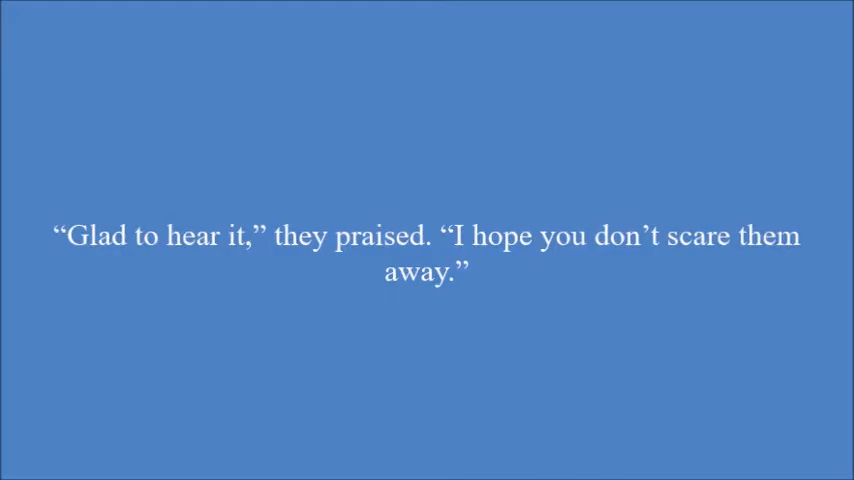 “Glad to hear it,” they praised. “I hope you don’t scare them
away.”